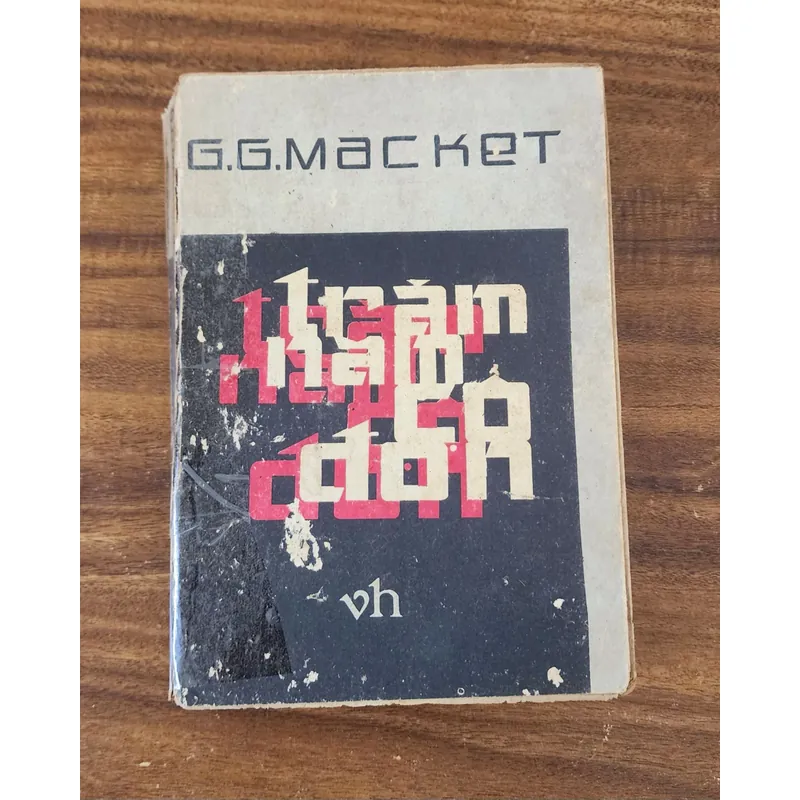 G.G.Macket
trăm
năm
cô
đơn
vh